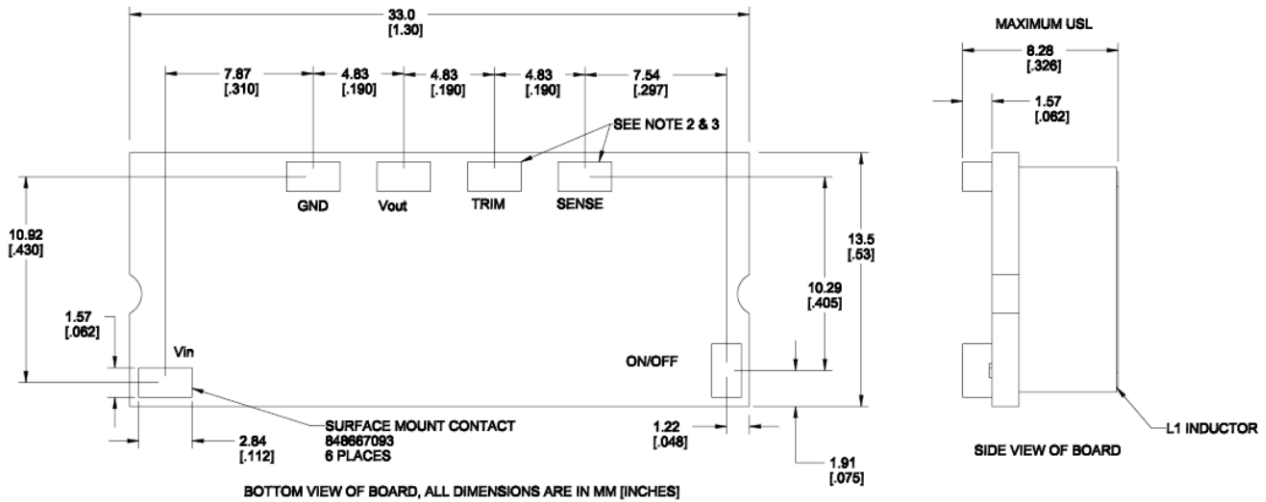 33.0
[1.30]
MAXIMUM USL
8.28
[.326]
7.87
[.310]
4.83
[.190]
4.83
[.190]
4.83
[.190]
7.54
[.297]
1.57
[.062]
SEE NOTE 2 & 3
GND
Vout
TRIM
SENSE
10.92
[.430]
13.5
[.53]
10.29
[.405]
1.57
[.062]
Vin
ON/OFF
SURFACE MOUNT CONTACT
848667093
6 PLACES
2.84
[.112]
1.22
[.048]
1.91
[.075]
L1 INDUCTOR
SIDE VIEW OF BOARD
BOTTOM VIEW OF BOARD, ALL DIMENSIONS ARE IN MM [INCHES]